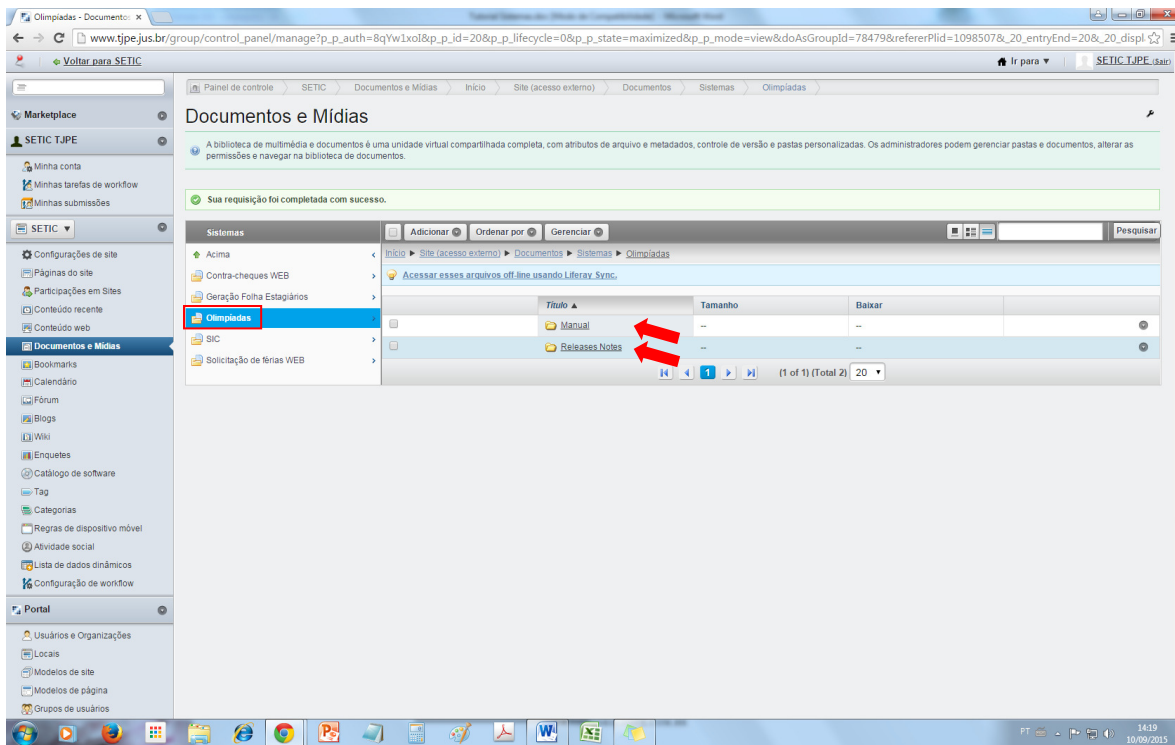 Olimpíadas - Documento
www.tjpe.jus.br/group/control_panel/manage?p_p_auth=8qYw1xoI&p_p_id=20&p_p_lifecycle=0&p_p_state=maximized&p_p_mode=view&doAsGroupId=78479&refererPlid=1098507&_20_entryEnd=20&_20_displ
Voltar para SETIC
Ir para ▼
SETIC TJPE (Sair)
Painel de controle
SETIC
Documentos e Mídias
Início
Site (acesso externo)
Documentos
Sistemas
Olimpíadas
Marketplace
SETIC TJPE
Minha conta
Minhas tarefas de workflow
Minhas submissões
SETIC ▼
Configurações de site
Páginas do site
Participações em Sites
Conteúdo recente
Conteúdo web
Documentos e Mídias
Bookmarks
Calendário
Fórum
Blogs
Wiki
Enquetes
Catálogo de software
Tag
Categorias
Regras de dispositivo móvel
Atividade social
Lista de dados dinâmicos
Configuração de workflow
Portal
Usuários e Organizações
Locais
Modelos de site
Modelos de página
Grupos de usuários
Documentos e Mídias
A biblioteca de multimédia e documentos é uma unidade virtual compartilhada completa, com atributos de arquivo e metadados, controle de versão e pastas personalizadas. Os administradores podem gerenciar pastas e documentos, alterar as
permissões e navegar na biblioteca de documentos.
Sua requisição foi completada com sucesso.
Sistemas
Acima
Contra-cheques WEB
Geração Folha Estagiários
Olimpíadas
SIC
Solicitação de férias WEB
Adicionar
Ordenar por
Gerenciar
Pesquisar
Início ► Site (acesso externo) ► Documentos ► Sistemas ► Olimpíadas
Acessar esses arquivos off-line usando Liferay Sync.
Título ▲ Tamanho Baixar
Manual -- --
Releases Notes -- --
1 (1 of 1) (Total 2) 20
PT
14:19
10/09/2015